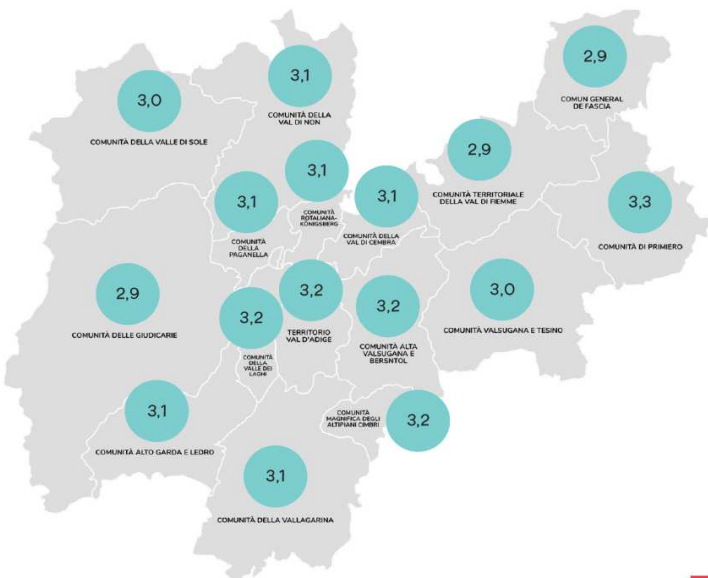 2,9
COMUN GENERAL
DE FASCIA
3,1
COMUNITÀ DELLA
VAL DI NON
3,0
COMUNITÀ DELLA VALLE DI SOLE
2,9
COMUNITÀ TERRITORIALE
DELLA VAL DI FIEMME
3,1
COMUNITÀ
ROTALIANA-
KÖNIGSBERG
3,1
COMUNITÀ
DELLA
PAGANELLA
3,1
COMUNITÀ DELLA
VAL DI CEMBRA
3,3
COMUNITÀ DI PRIMIERO
2,9
COMUNITÀ DELLE GIUDICARIE
3,2
COMUNITÀ
DELLA
VALLE DEI
LAGHI
3,2
TERRITORIO
VAL D'ADIGE
3,2
COMUNITÀ ALTA
VALSUGANA E
BERSNTOL
3,0
COMUNITÀ VALSUGANA E TESINO
3,1
COMUNITÀ ALTO GARDA E LEDRO
COMUNITÀ
MAGNIFICA DEGLI
ALTIPIANI CIMBRI
3,2
3,1
COMUNITÀ DELLA VALLAGARINA